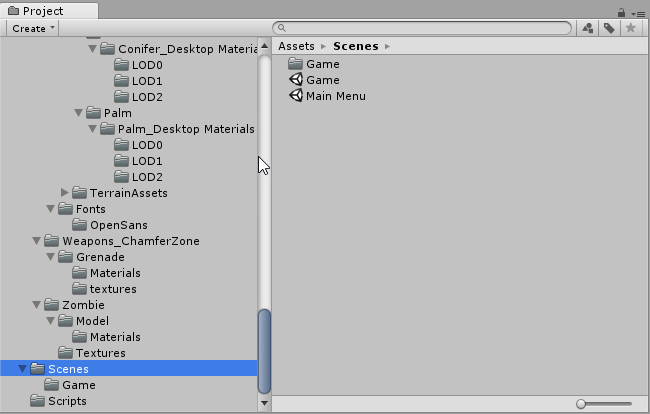 Project
Create
Conifer_Desktop Materia
LOD0
LOD1
LOD2
Palm
Palm_Desktop Materials
LOD0
LOD1
LOD2
TerrainAssets
Fonts
OpenSans
Weapons_ChamferZone
Grenade
Materials
textures
Zombie
Model
Materials
Textures
Scenes
Game
Scripts
Assets ▸ Scenes ▸
Game
Game
Main Menu